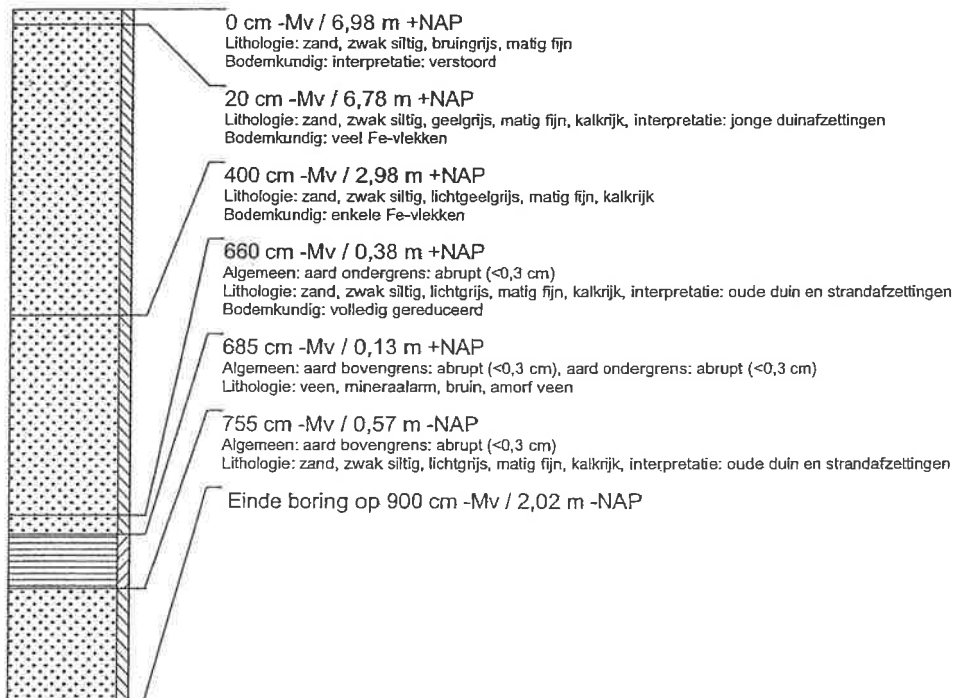 0 cm -Mv / 6,98 m +NAP
Lithologie: zand, zwak siltig, bruingrijs, matig fijn
Bodemkundig: interpretatie: verstoord
20 cm -Mv / 6,78 m +NAP
Lithologie: zand, zwak siltig, geelgrijs, matig fijn, kalkrijk, interpretatie: jonge duinafzettingen
Bodemkundig: veel Fe-vlekken
400 cm -Mv / 2,98 m +NAP
Lithologie: zand, zwak siltig, lichtgeelgrijs, matig fijn, kalkrijk
Bodemkundig: enkele Fe-vlekken
660 cm -Mv / 0,38 m +NAP
Algemeen: aard ondergrens: abrupt (<0,3 cm)
Lithologie: zand, zwak siltig, lichtgrijs, matig fijn, kalkrijk, interpretatie: oude duin en strandafzettingen
Bodemkundig: volledig gereduceerd
685 cm -Mv / 0,13 m +NAP
Algemeen: aard bovengrens: abrupt (<0,3 cm), aard ondergrens: abrupt (<0,3 cm)
Lithologie: veen, mineraalarm, bruin, amorf veen
755 cm -Mv / 0,57 m -NAP
Algemeen: aard bovengrens: abrupt (<0,3 cm)
Lithologie: zand, zwak siltig, lichtgrijs, matig fijn, kalkrijk, interpretatie: oude duin en strandafzettingen
Einde boring op 900 cm -Mv / 2,02 m -NAP